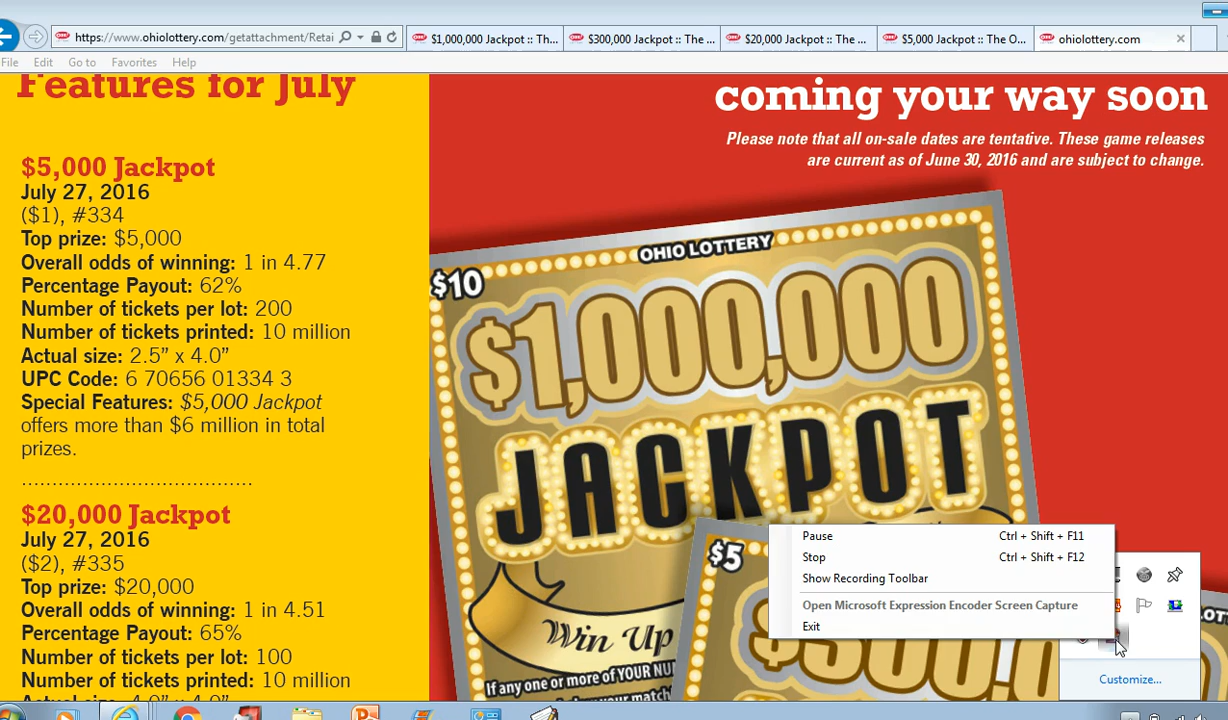 https://www.ohiolottery.com/getattachment/Retai
$1,000,000 Jackpot :: Th...
$300,000 Jackpot :: The ...
$20,000 Jackpot :: The ...
$5,000 Jackpot :: The O...
ohiolottery.com
File Edit Go to Favorites Help
Features for July
$5,000 Jackpot
July 27, 2016
($1), #334
Top prize: $5,000
Overall odds of winning: 1 in 4.77
Percentage Payout: 62%
Number of tickets per lot: 200
Number of tickets printed: 10 million
Actual size: 2.5” x 4.0”
UPC Code: 6 70656 01334 3
Special Features: $5,000 Jackpot
offers more than $6 million in total
prizes.
.....................................
$20,000 Jackpot
July 27, 2016
($2), #335
Top prize: $20,000
Overall odds of winning: 1 in 4.51
Percentage Payout: 65%
Number of tickets per lot: 100
Number of tickets printed: 10 million
coming your way soon
Please note that all on-sale dates are tentative. These game releases
are current as of June 30, 2016 and are subject to change.
OHIO LOTTERY
$10
$1,000,000
JACKPOT
Win Up
If any one or more of YOUR NU
$5
Pause Ctrl + Shift + F11
Stop Ctrl + Shift + F12
Show Recording Toolbar
Open Microsoft Expression Encoder Screen Capture
Exit
Customize...